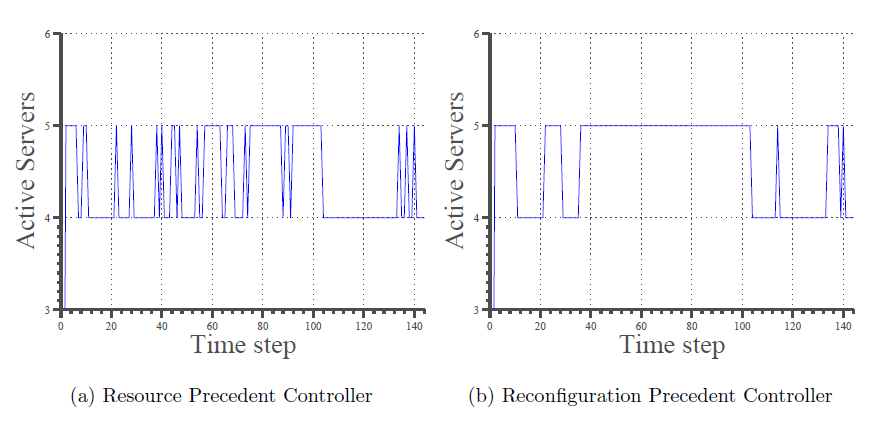 6
5
4
3
Active Servers
0 20 40 60 80 100 120 140
Time step
(a) Resource Precedent Controller
6
5
4
3
Active Servers
0 20 40 60 80 100 120 140
Time step
(b) Reconfiguration Precedent Controller